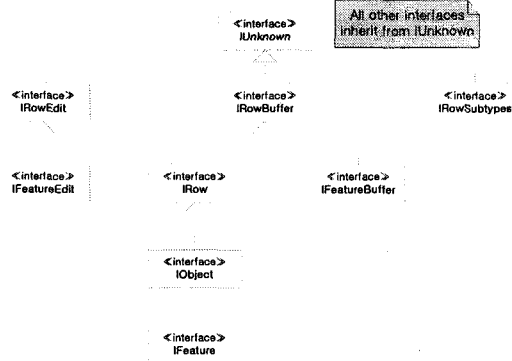 ≪interface≫
IUnknown
All other interfaces
inherit from IUnknown
≪interface≫
IRowEdit
≪interface≫
IRowBuffer
≪interface≫
IRowSubtypes
≪interface≫
IFeatureEdit
≪interface≫
IRow
≪interface≫
IFeatureBuffer
≪interface≫
IObject
≪interface≫
IFeature